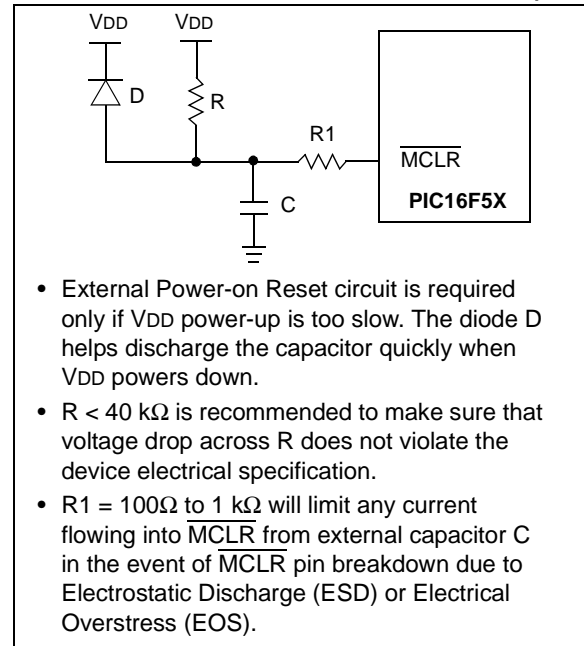 VDD VDD
D
R
R1
MCLR
C
PIC16F5X
• External Power-on Reset circuit is required
only if VDD power-up is too slow. The diode D
helps discharge the capacitor quickly when
VDD powers down.
• R < 40 kΩ is recommended to make sure that
voltage drop across R does not violate the
device electrical specification.
• R1 = 100Ω to 1 kΩ will limit any current
flowing into MCLR from external capacitor C
in the event of MCLR pin breakdown due to
Electrostatic Discharge (ESD) or Electrical
Overstress (EOS).